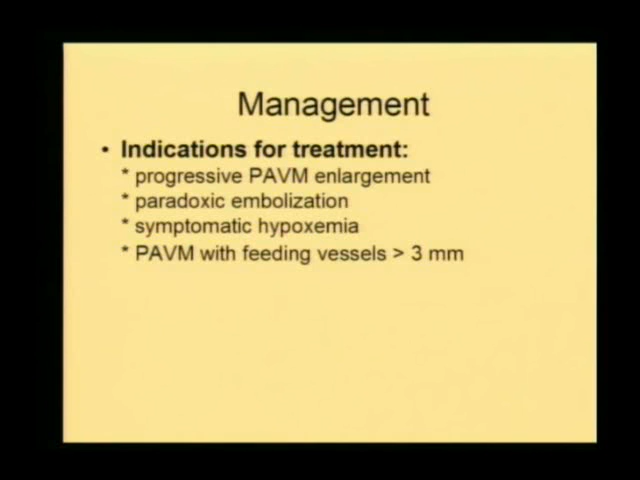 Management
• Indications for treatment:
* progressive PAVM enlargement
* paradoxic embolization
* symptomatic hypoxemia
* PAVM with feeding vessels > 3 mm